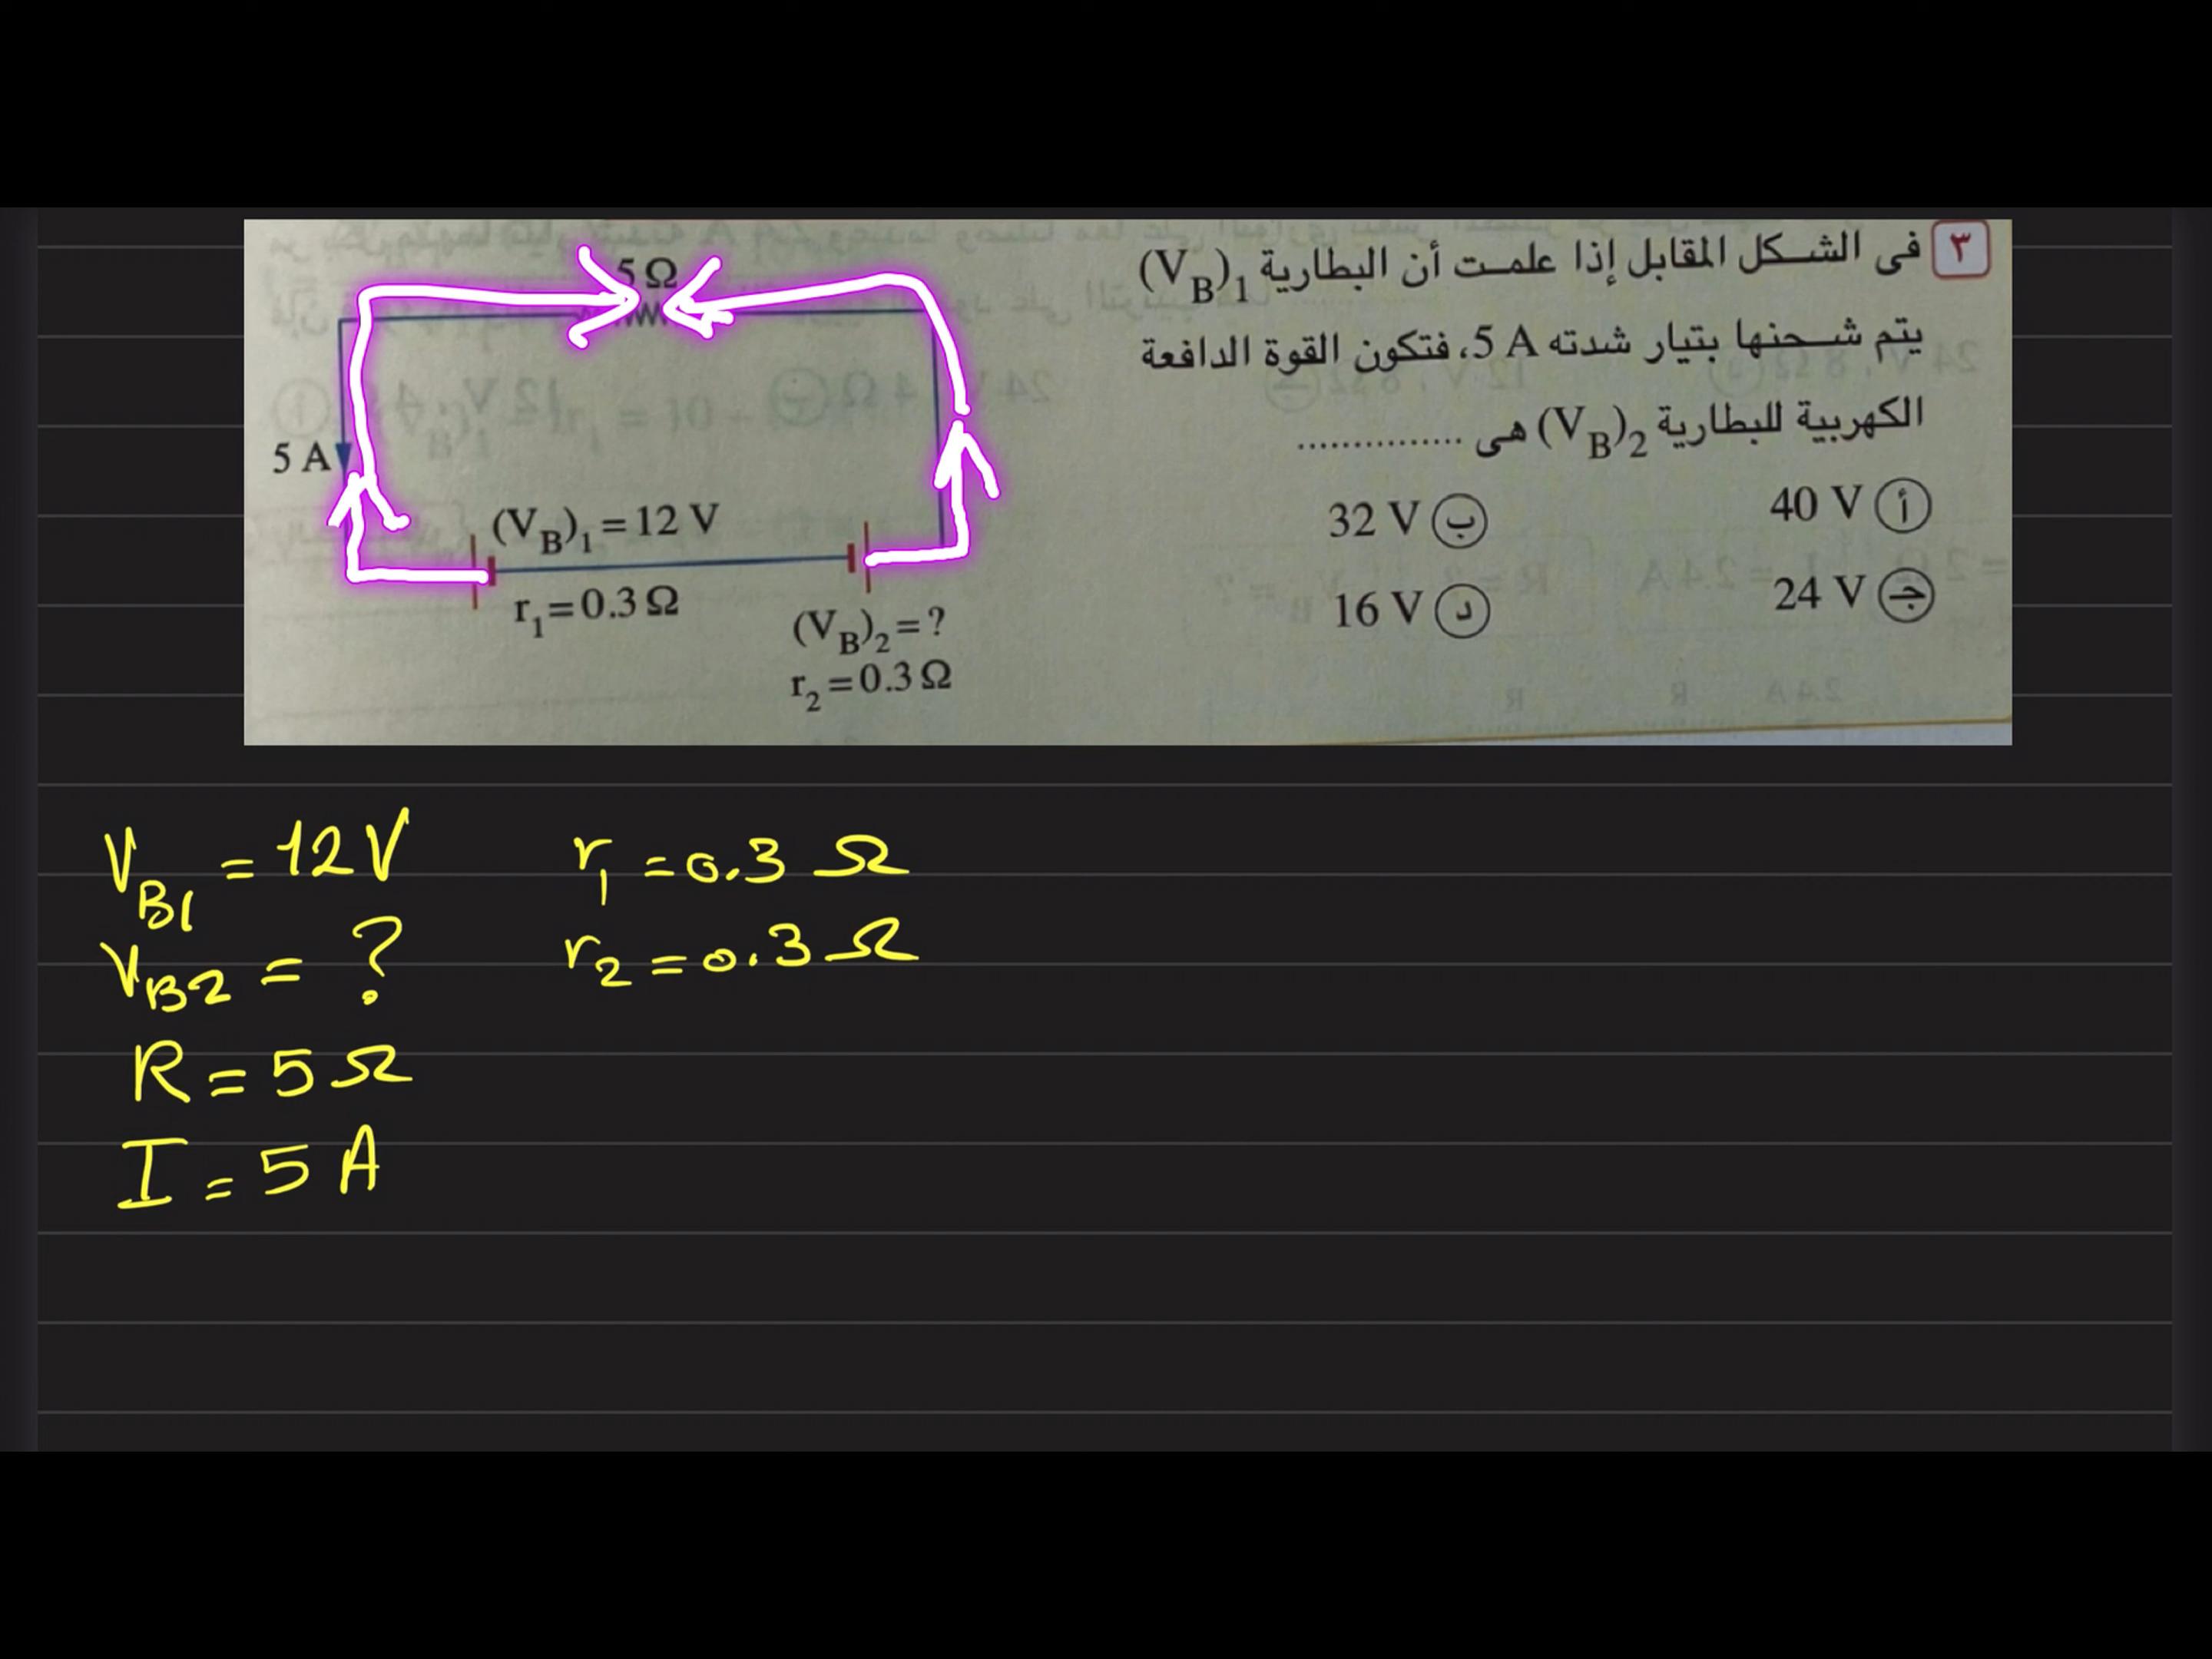 ٣ فى الشكل المقابل إذا علمت أن البطارية (V_B)_1
يتم شحنها بتيار شدته 5 A، فتكون القوة الدافعة
الكهربية للبطارية (V_B)_2 هى ...............
أ 40 V
ب 32 V
جـ 24 V
د 16 V
5 Ω
5 A
(V_B)_1 = 12 V
r_1 = 0.3 Ω
(V_B)_2 = ?
r_2 = 0.3 Ω
V_B1 = 12 V r_1 = 0.3 Ω
V_B2 = ? r_2 = 0.3 Ω
R = 5 Ω
I = 5 A